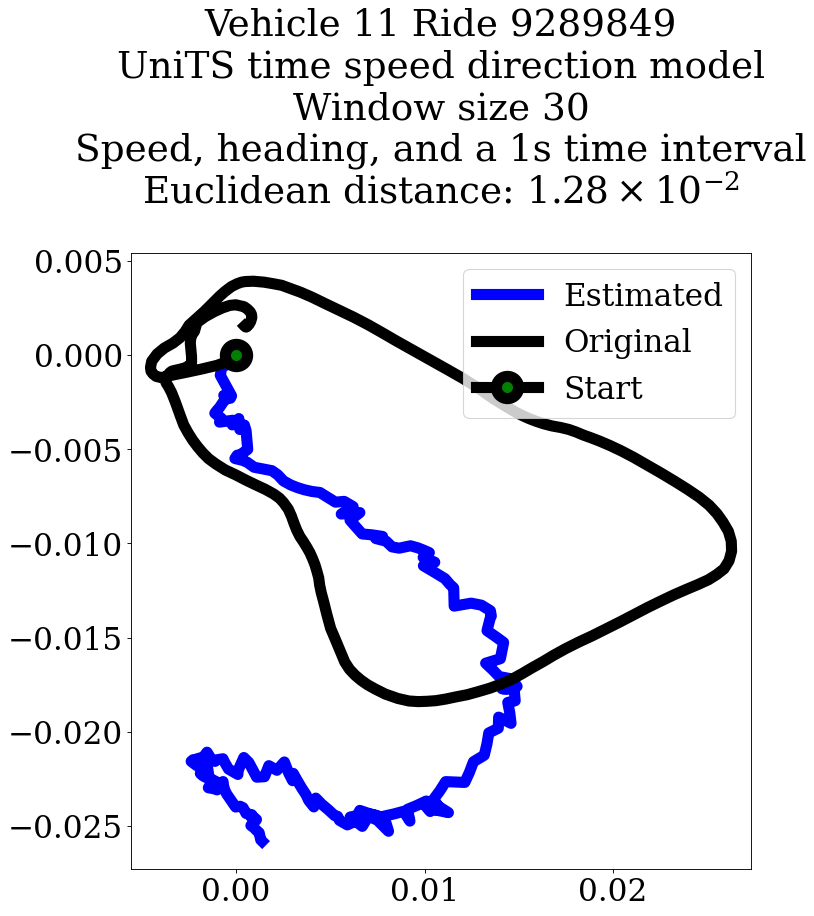 Vehicle 11 Ride 9289849
UniTS time speed direction model
Window size 30
Speed, heading, and a 1s time interval
Euclidean distance: 1.28 × 10⁻²
Estimated
Original
Start
0.005
0.000
−0.005
−0.010
−0.015
−0.020
−0.025
0.00
0.01
0.02